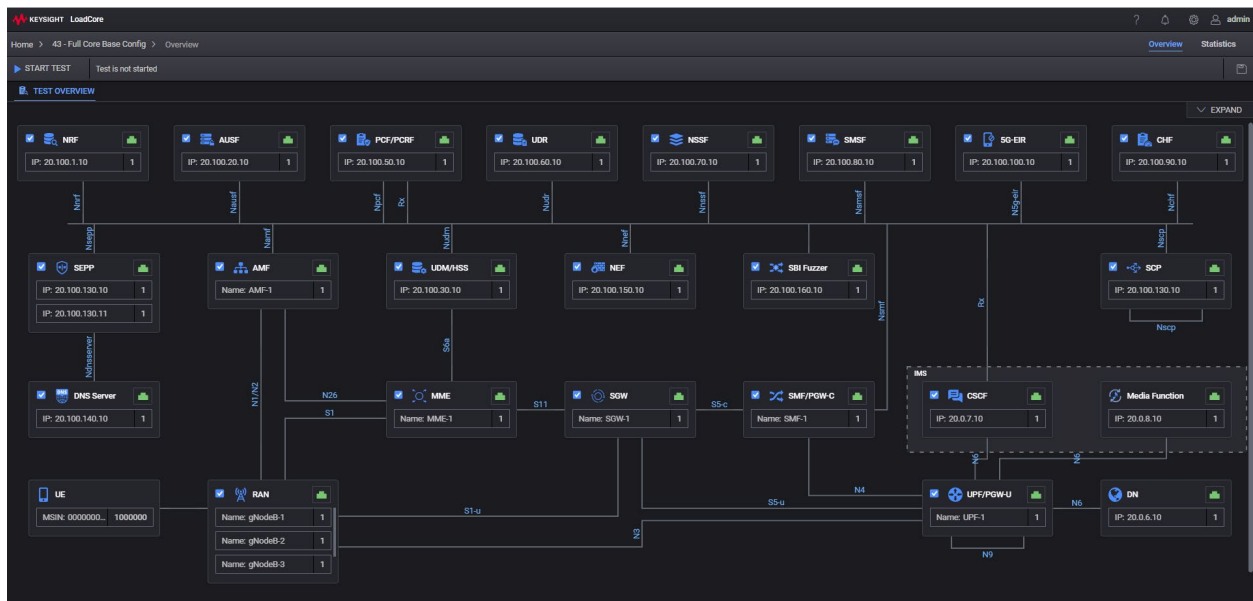 KEYSIGHT LoadCore
? admin
Home > 43 - Full Core Base Config > Overview
Overview Statistics
START TEST Test is not started
TEST OVERVIEW
EXPAND
NRF
IP: 20.100.1.10 1
AUSF
IP: 20.100.20.10 1
PCF/PCRF
IP: 20.100.50.10 1
UDR
IP: 20.100.60.10 1
NSSF
IP: 20.100.70.10 1
SMSF
IP: 20.100.80.10 1
5G-EIR
IP: 20.100.100.10 1
CHF
IP: 20.100.90.10 1
Nnrf
Nausf
Npcf
Rx
Nudr
Nnssf
Nsmsf
N5g-eir
Nchf
Nsepp
Namf
Nudm
Nnef
Nscp
SEPP
IP: 20.100.130.10 1
IP: 20.100.130.11 1
AMF
Name: AMF-1 1
UDM/HSS
IP: 20.100.30.10 1
NEF
IP: 20.100.150.10 1
SBI Fuzzer
IP: 20.100.160.10 1
SCP
IP: 20.100.130.10 1
Nscp
Nsmf
Rx
Ndnsserver
S6a
DNS
DNS Server
IP: 20.100.140.10 1
N1/N2
N26
S1
MME
Name: MME-1 1
S11
SGW
Name: SGW-1 1
S5-c
SMF/PGW-C
Name: SMF-1 1
IMS
CSCF
IP: 20.0.7.10 1
Media Function
IP: 20.0.8.10 1
N6
N6
UE
MSIN: 0000000... 1000000
RAN
Name: gNodeB-1 1
Name: gNodeB-2 1
Name: gNodeB-3 1
S1-u
S5-u
N4
N3
UPF/PGW-U
Name: UPF-1 1
N9
N6
DN
IP: 20.0.6.10 1